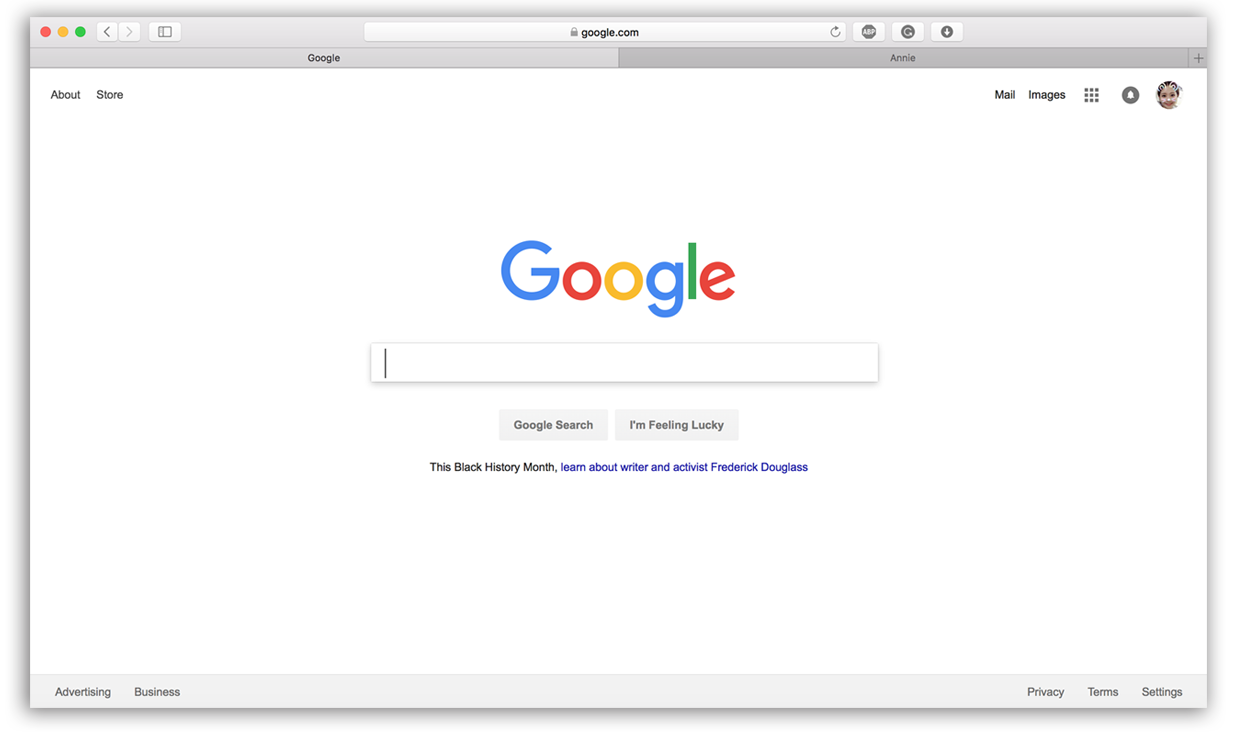 google.com
ABP
Google
Annie
+
About Store
Mail Images
Google
Google Search I'm Feeling Lucky
This Black History Month, learn about writer and activist Frederick Douglass
Advertising Business
Privacy Terms Settings